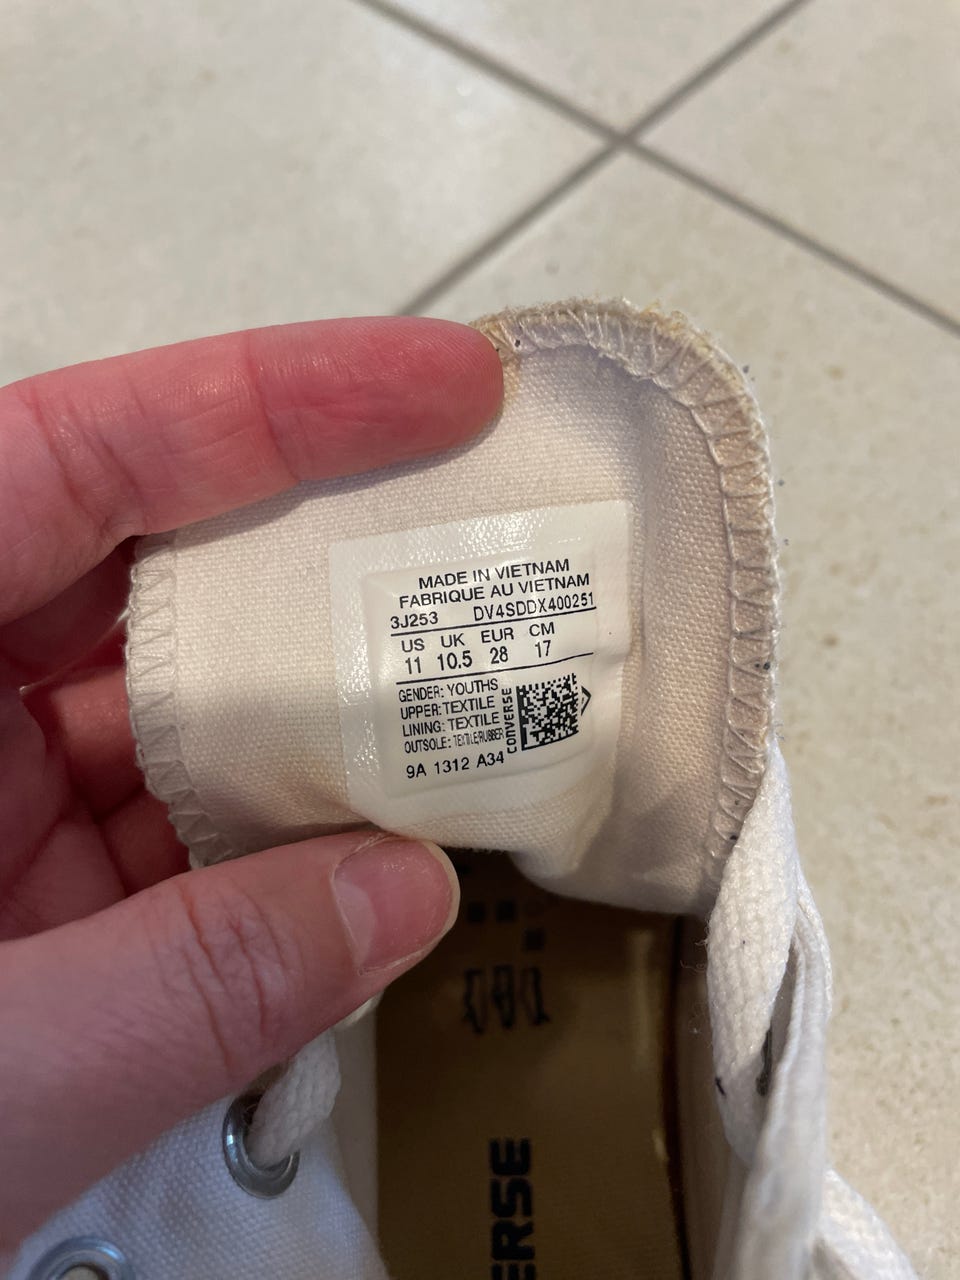 MADE IN VIETNAM
FABRIQUE AU VIETNAM
3J253 DV4SDDX400251
US UK EUR CM
11 10.5 28 17
GENDER: YOUTHS
UPPER: TEXTILE
LINING: TEXTILE
OUTSOLE: TEXTILE/RUBBER
CONVERSE
9A 1312 A34
ERSE